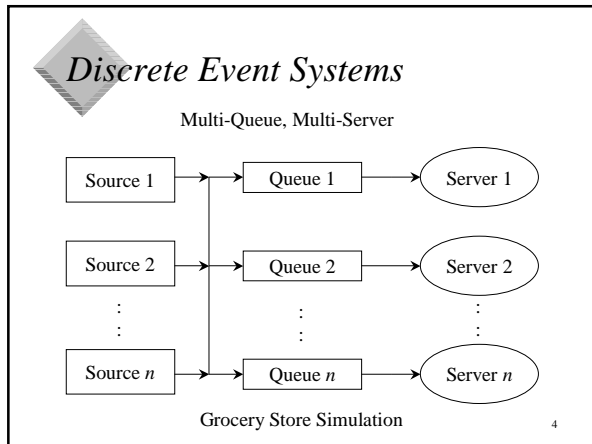 Discrete Event Systems
Multi-Queue, Multi-Server
Source 1 Queue 1 Server 1
Source 2 Queue 2 Server 2
: : :
: : :
Source n Queue n Server n
Grocery Store Simulation
4